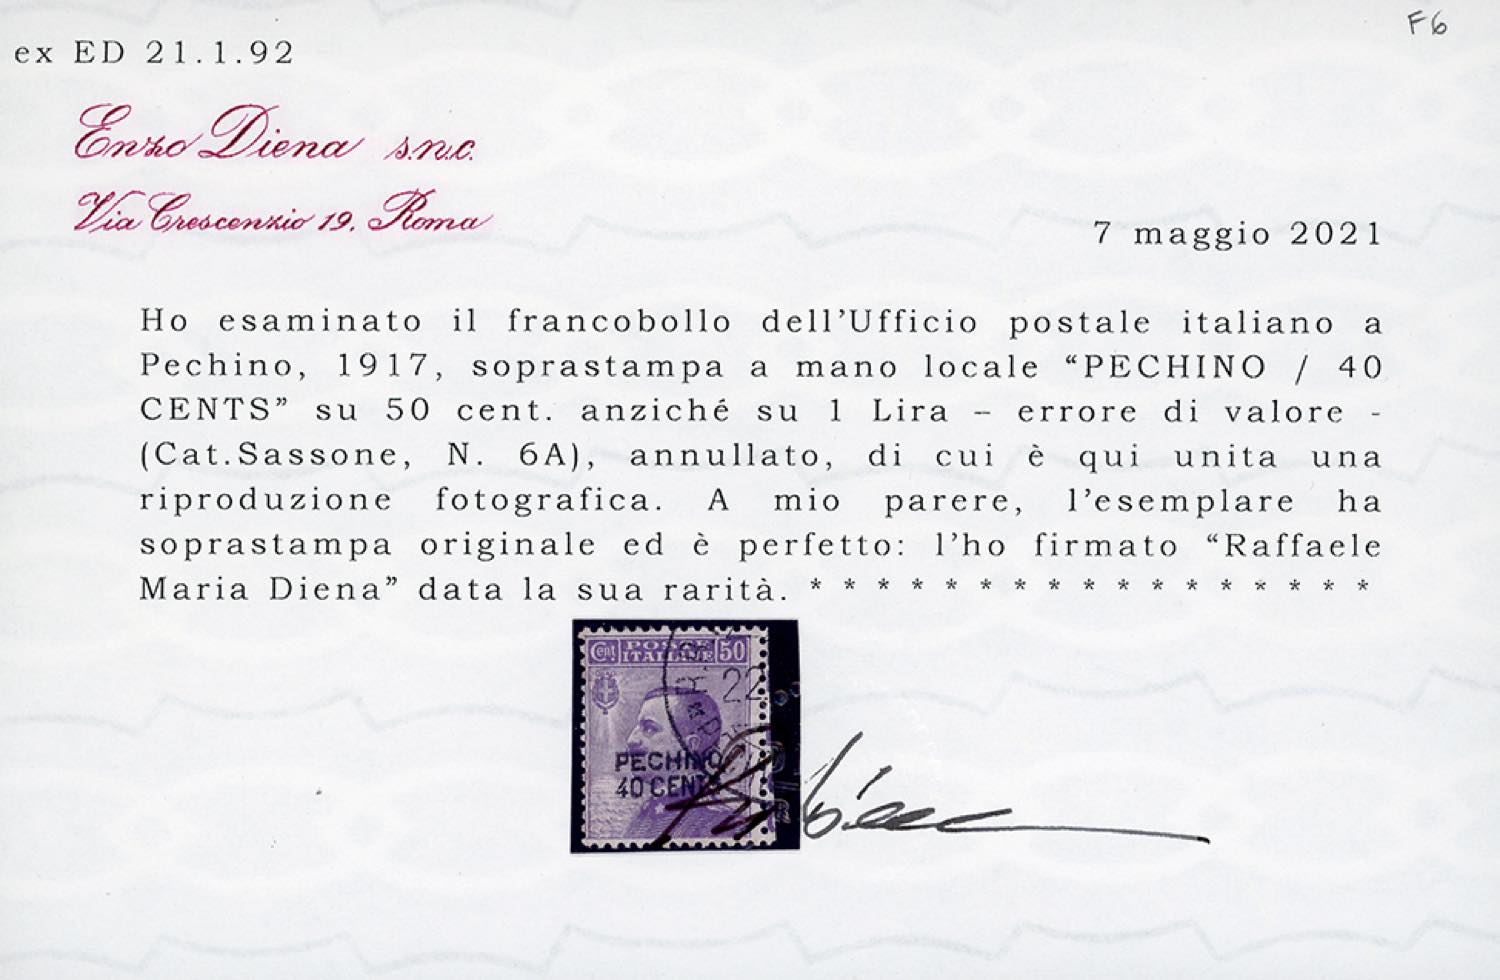 F6
ex ED 21.1.92
Enzo Diena s.n.c.
Via Crescenzio 19, Roma
7 maggio 2021
Ho esaminato il francobollo dell’Ufficio postale italiano a
Pechino, 1917, soprastampa a mano locale “PECHINO / 40
CENTS” su 50 cent. anziché su 1 Lira – errore di valore -
(Cat.Sassone, N. 6A), annullato, di cui è qui unita una
riproduzione fotografica. A mio parere, l’esemplare ha
soprastampa originale ed è perfetto: l’ho firmato “Raffaele
Maria Diena” data la sua rarità. * * * * * * * * * * * * * * * * *
Cent POSTE 50
ITALIANE
22
PECHINO
40 CENTS